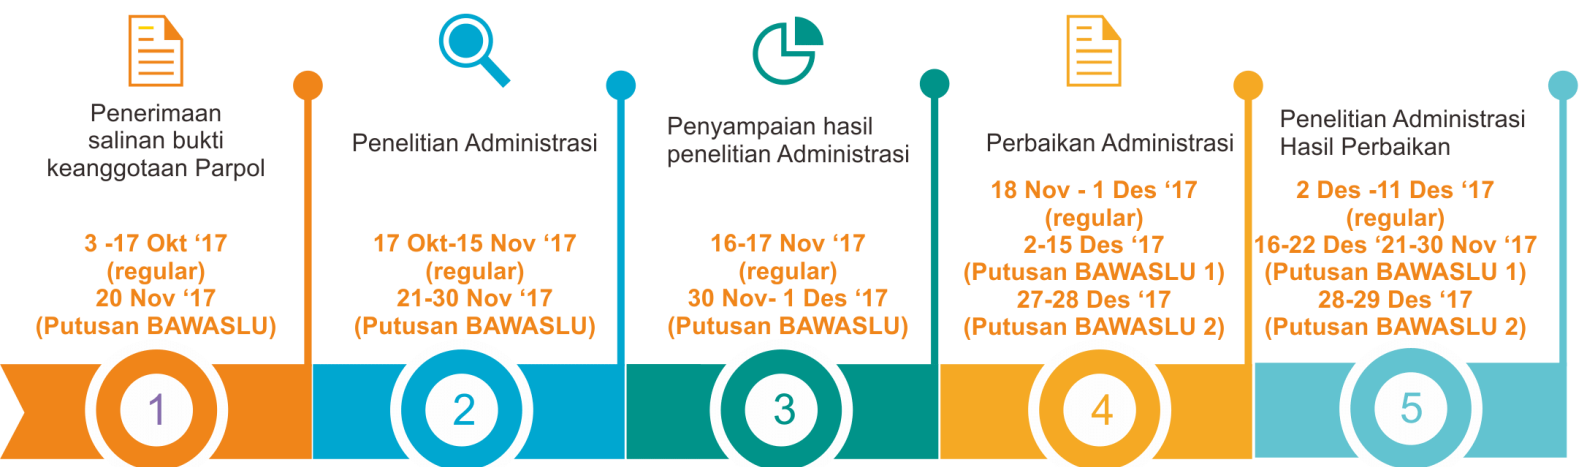 Penerimaan
salinan bukti
keanggotaan Parpol
3 -17 Okt ‘17
(regular)
20 Nov ‘17
(Putusan BAWASLU)
1
Penelitian Administrasi
17 Okt-15 Nov ‘17
(regular)
21-30 Nov ‘17
(Putusan BAWASLU)
2
Penyampaian hasil
penelitian Administrasi
16-17 Nov ‘17
(regular)
30 Nov- 1 Des ‘17
(Putusan BAWASLU)
3
Perbaikan Administrasi
18 Nov - 1 Des ‘17
(regular)
2-15 Des ‘17
(Putusan BAWASLU 1)
27-28 Des ‘17
(Putusan BAWASLU 2)
4
Penelitian Administrasi
Hasil Perbaikan
2 Des -11 Des ‘17
(regular)
16-22 Des ‘21-30 Nov ‘17
(Putusan BAWASLU 1)
28-29 Des ‘17
(Putusan BAWASLU 2)
5